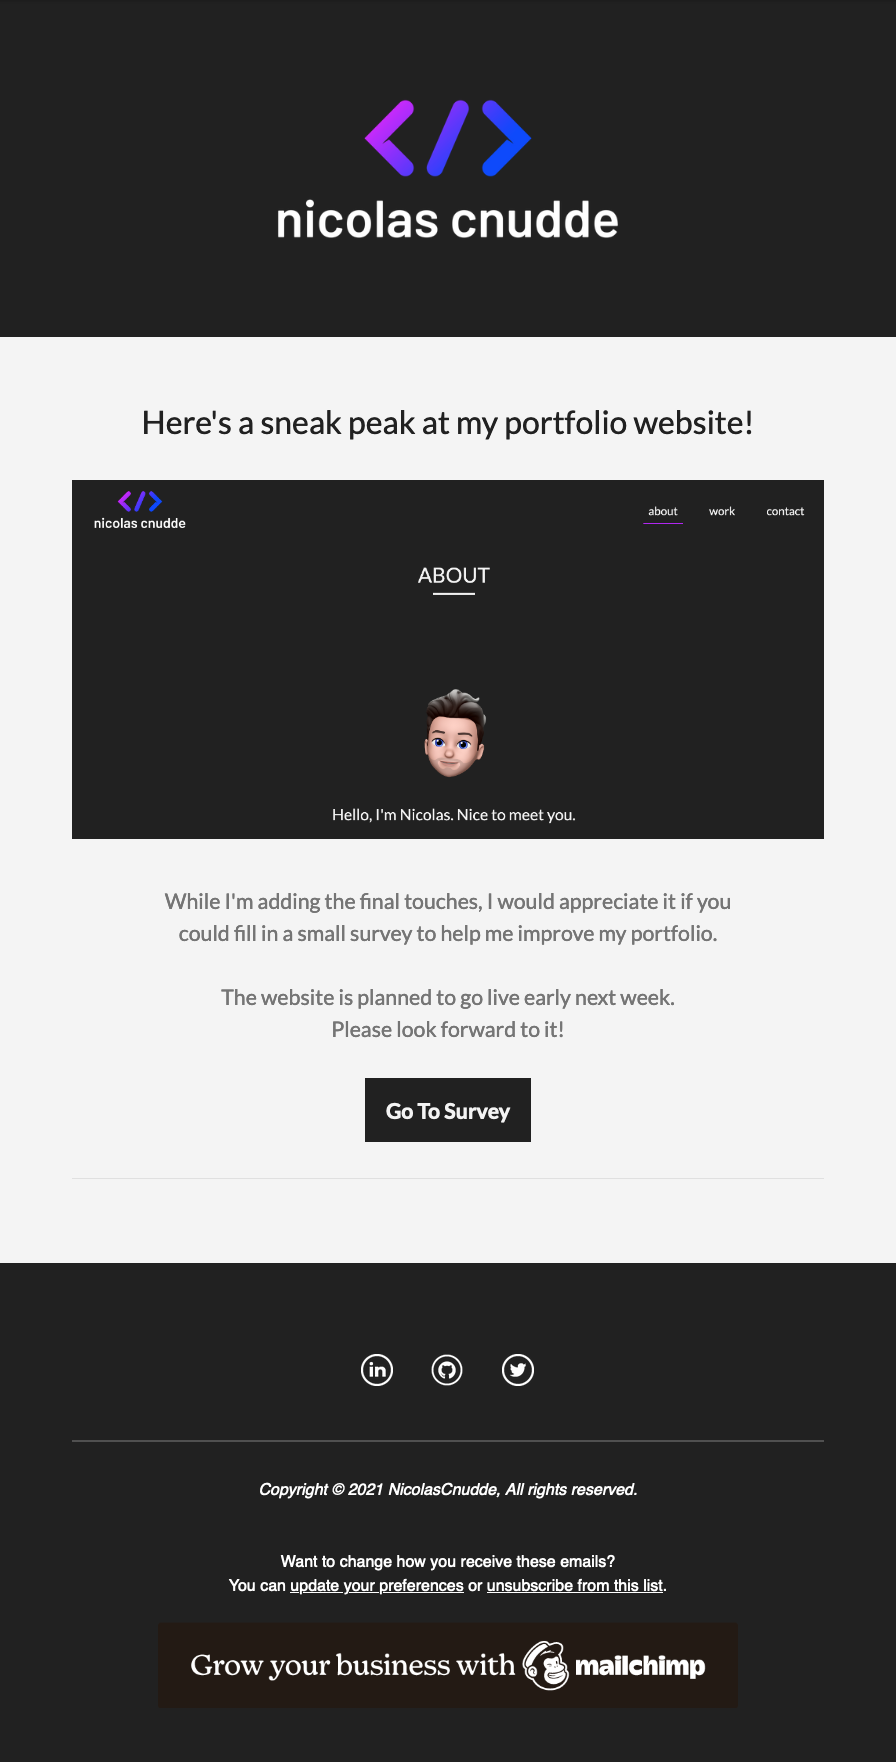 </>
nicolas cnudde
Here's a sneak peak at my portfolio website!
</>
nicolas cnudde
about work contact
ABOUT
Hello, I'm Nicolas. Nice to meet you.
While I'm adding the final touches, I would appreciate it if you
could fill in a small survey to help me improve my portfolio.
The website is planned to go live early next week.
Please look forward to it!
Go To Survey
in
Copyright © 2021 NicolasCnudde, All rights reserved.
Want to change how you receive these emails?
You can update your preferences or unsubscribe from this list.
Grow your business with mailchimp